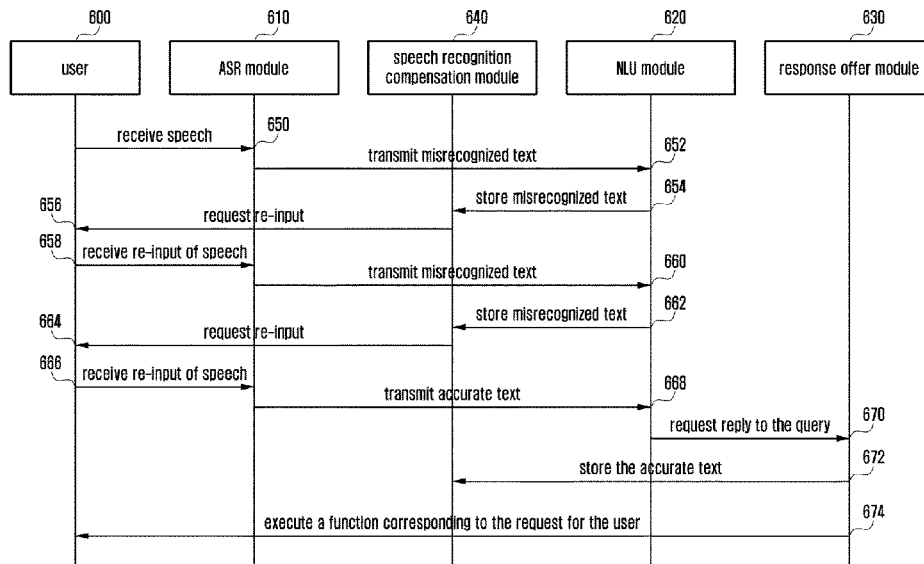 600
610
640
620
630
user
ASR module
speech recognition
compensation module
NLU module
response offer module
receive speech
650
transmit misrecognized text
652
store misrecognized text
654
656
request re-input
658
receive re-input of speech
transmit misrecognized text
660
store misrecognized text
662
664
request re-input
666
receive re-input of speech
transmit accurate text
668
request reply to the query
670
store the accurate text
672
execute a function corresponding to the request for the user
674